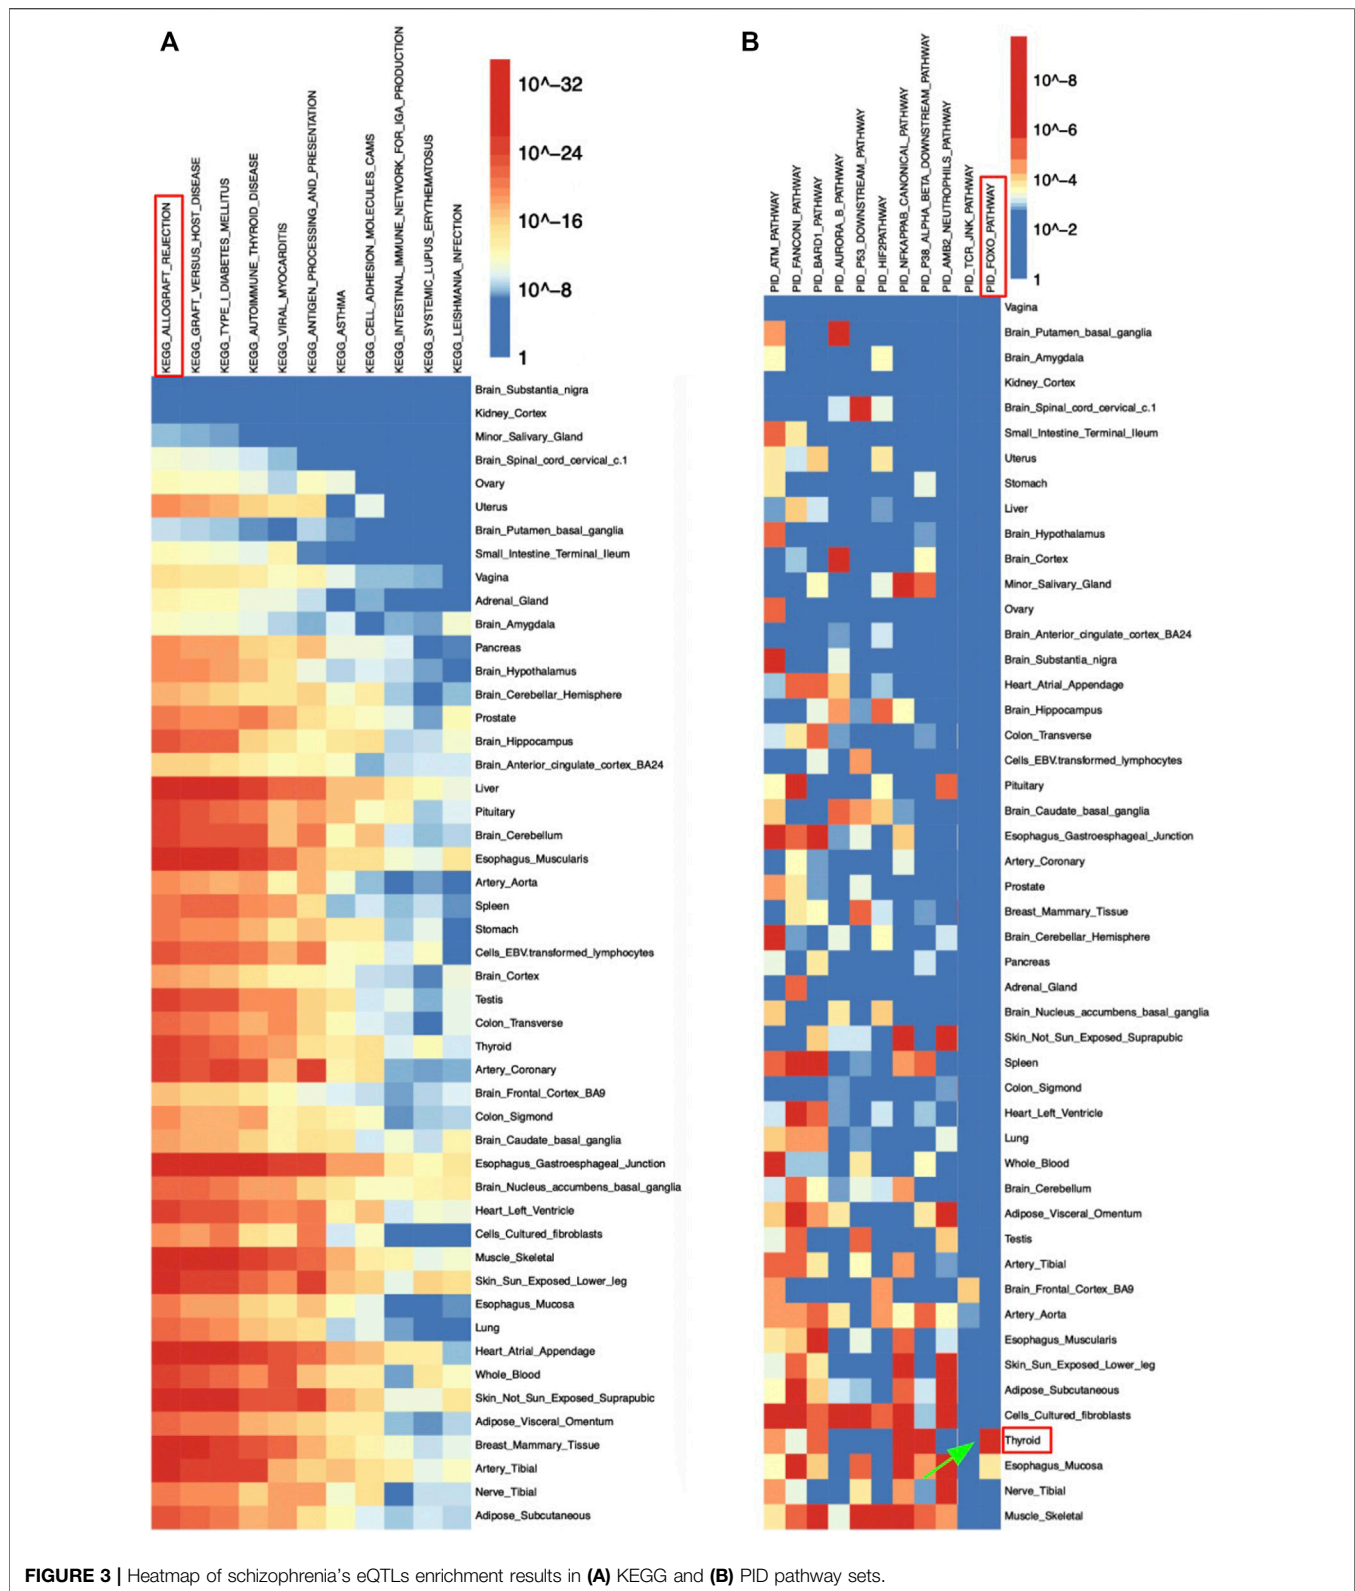 A
KEGG_ALLOGRAFT_REJECTION
KEGG_GRAFT_VERSUS_HOST_DISEASE
KEGG_TYPE_I_DIABETES_MELLITUS
KEGG_AUTOIMMUNE_THYROID_DISEASE
KEGG_VIRAL_MYOCARDITIS
KEGG_ANTIGEN_PROCESSING_AND_PRESENTATION
KEGG_ASTHMA
KEGG_CELL_ADHESION_MOLECULES_CAMS
KEGG_INTESTINAL_IMMUNE_NETWORK_FOR_IGA_PRODUCTION
KEGG_SYSTEMIC_LUPUS_ERYTHEMATOSUS
KEGG_LEISHMANIA_INFECTION
10^–32
10^–24
10^–16
10^–8
1
Brain_Substantia_nigra
Kidney_Cortex
Minor_Salivary_Gland
Brain_Spinal_cord_cervical_c.1
Ovary
Uterus
Brain_Putamen_basal_ganglia
Small_Intestine_Terminal_Ileum
Vagina
Adrenal_Gland
Brain_Amygdala
Pancreas
Brain_Hypothalamus
Brain_Cerebellar_Hemisphere
Prostate
Brain_Hippocampus
Brain_Anterior_cingulate_cortex_BA24
Liver
Pituitary
Brain_Cerebellum
Esophagus_Muscularis
Artery_Aorta
Spleen
Stomach
Cells_EBV.transformed_lymphocytes
Brain_Cortex
Testis
Colon_Transverse
Thyroid
Artery_Coronary
Brain_Frontal_Cortex_BA9
Colon_Sigmond
Brain_Caudate_basal_ganglia
Esophagus_Gastroesophageal_Junction
Brain_Nucleus_accumbens_basal_ganglia
Heart_Left_Ventricle
Cells_Cultured_fibroblasts
Muscle_Skeletal
Skin_Sun_Exposed_Lower_leg
Esophagus_Mucosa
Lung
Heart_Atrial_Appendage
Whole_Blood
Skin_Not_Sun_Exposed_Suprapubic
Adipose_Visceral_Omentum
Breast_Mammary_Tissue
Artery_Tibial
Nerve_Tibial
Adipose_Subcutaneous
B
PID_ATM_PATHWAY
PID_FANCONI_PATHWAY
PID_BARD1_PATHWAY
PID_AURORA_B_PATHWAY
PID_P53_DOWNSTREAM_PATHWAY
PID_HIF2PATHWAY
PID_NFKAPPAB_CANONICAL_PATHWAY
PID_P38_ALPHA_BETA_DOWNSTREAM_PATHWAY
PID_AMB2_NEUTROPHILS_PATHWAY
PID_TCR_JNK_PATHWAY
PID_FOXO_PATHWAY
10^–8
10^–6
10^–4
10^–2
1
Vagina
Brain_Putamen_basal_ganglia
Brain_Amygdala
Kidney_Cortex
Brain_Spinal_cord_cervical_c.1
Small_Intestine_Terminal_Ileum
Uterus
Stomach
Liver
Brain_Hypothalamus
Brain_Cortex
Minor_Salivary_Gland
Ovary
Brain_Anterior_cingulate_cortex_BA24
Brain_Substantia_nigra
Heart_Atrial_Appendage
Brain_Hippocampus
Colon_Transverse
Cells_EBV.transformed_lymphocytes
Pituitary
Brain_Caudate_basal_ganglia
Esophagus_Gastroesophageal_Junction
Artery_Coronary
Prostate
Breast_Mammary_Tissue
Brain_Cerebellar_Hemisphere
Pancreas
Adrenal_Gland
Brain_Nucleus_accumbens_basal_ganglia
Skin_Not_Sun_Exposed_Suprapubic
Spleen
Colon_Sigmond
Heart_Left_Ventricle
Lung
Whole_Blood
Brain_Cerebellum
Adipose_Visceral_Omentum
Testis
Artery_Tibial
Brain_Frontal_Cortex_BA9
Artery_Aorta
Esophagus_Muscularis
Skin_Sun_Exposed_Lower_leg
Adipose_Subcutaneous
Cells_Cultured_fibroblasts
Thyroid
Esophagus_Mucosa
Nerve_Tibial
Muscle_Skeletal
FIGURE 3 | Heatmap of schizophrenia's eQTLs enrichment results in (A) KEGG and (B) PID pathway sets.